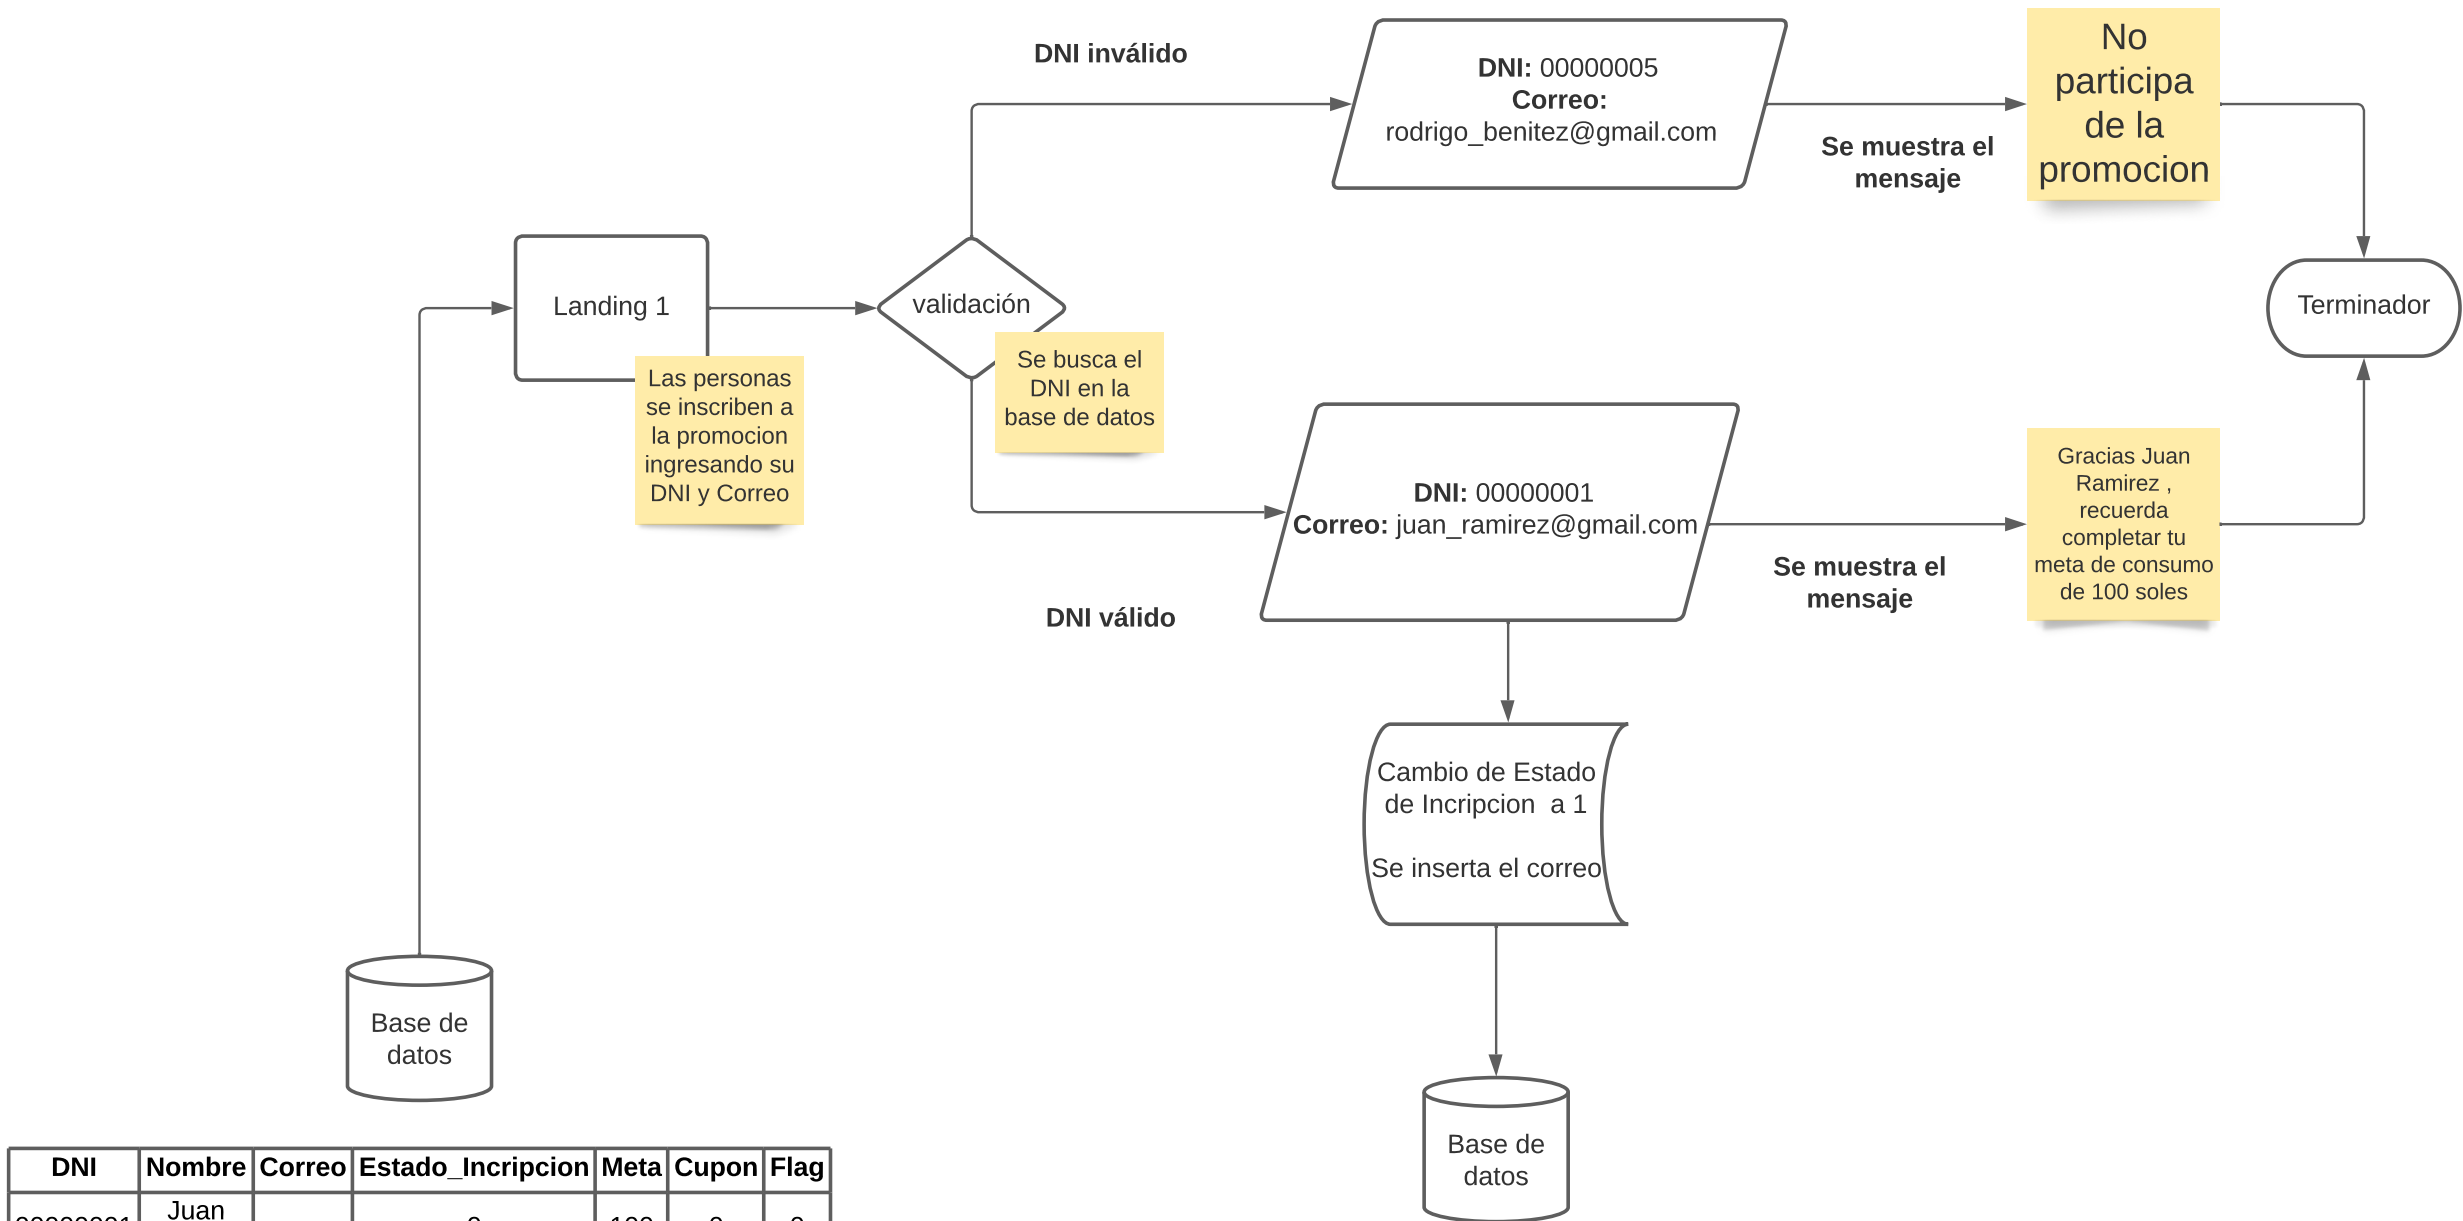 DNI inválido
DNI: 00000005
Correo:
rodrigo_benitez@gmail.com
Se muestra el
mensaje
No
participa
de la
promocion
Landing 1
Las personas
se inscriben a
la promocion
ingresando su
DNI y Correo
validación
Se busca el
DNI en la
base de datos
Terminador
DNI: 00000001
Correo: juan_ramirez@gmail.com
DNI válido
Se muestra el
mensaje
Gracias Juan
Ramirez ,
recuerda
completar tu
meta de consumo
de 100 soles
Cambio de Estado
de Incripcion  a 1
Se inserta el correo
Base de
datos
Base de
datos
DNI Nombre Correo Estado_Incripcion Meta Cupon Flag
Juan